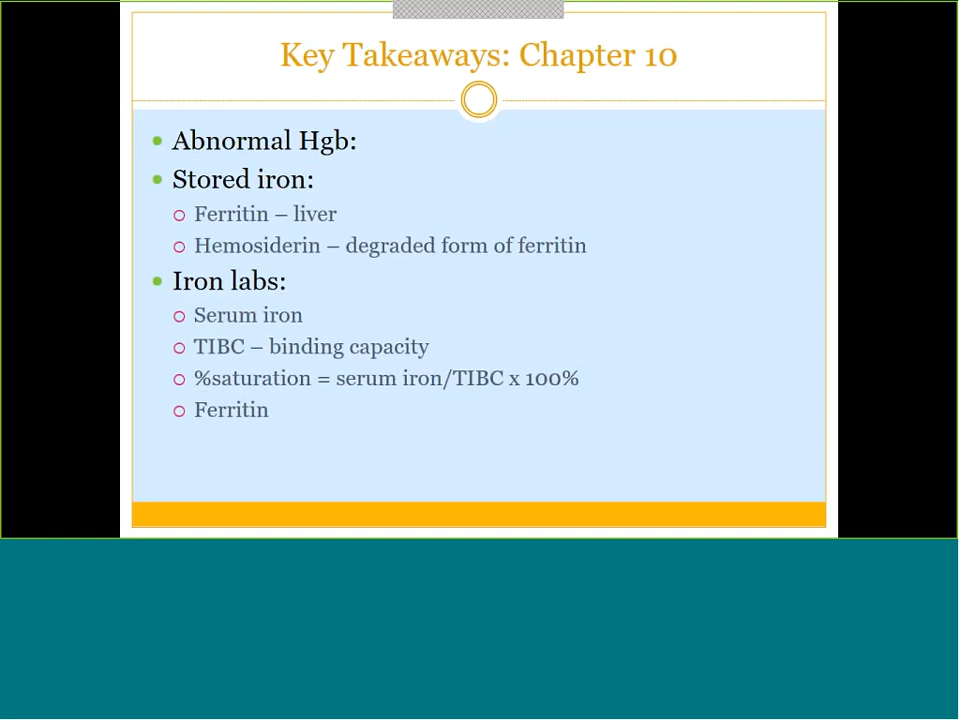 Key Takeaways: Chapter 10
Abnormal Hgb:
Stored iron:
Ferritin – liver
Hemosiderin – degraded form of ferritin
Iron labs:
Serum iron
TIBC – binding capacity
%saturation = serum iron/TIBC x 100%
Ferritin